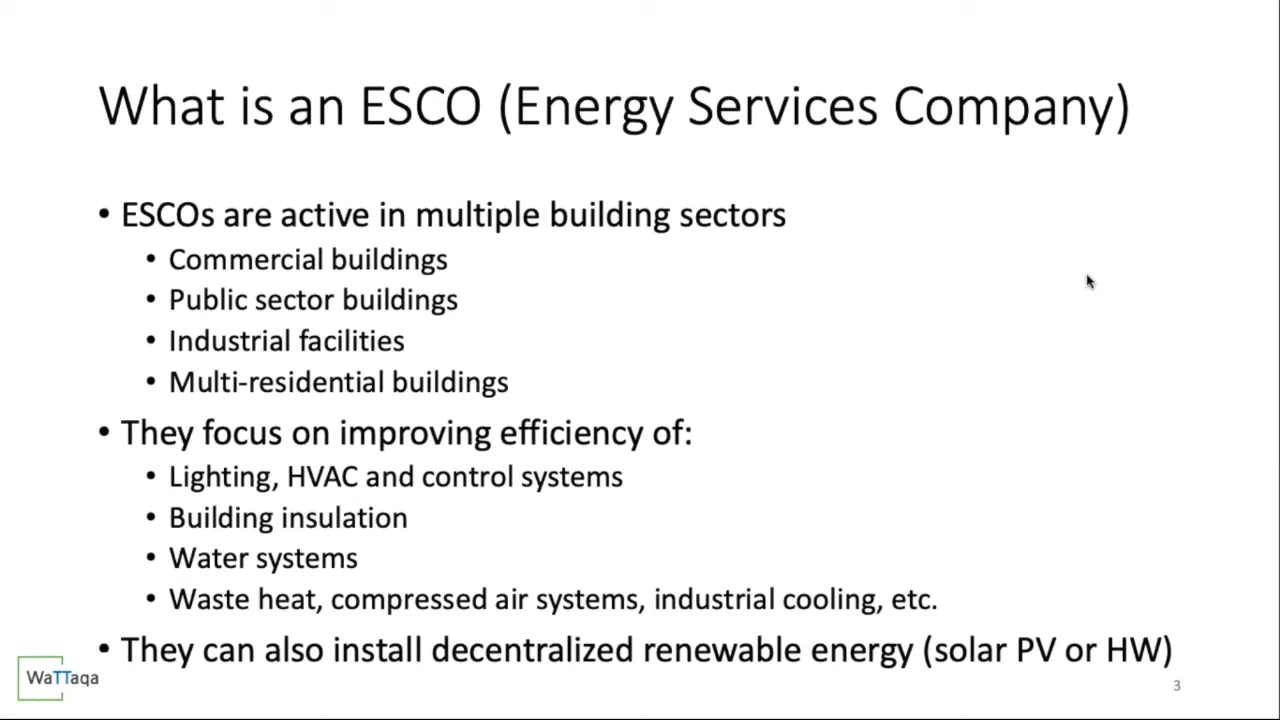 What is an ESCO (Energy Services Company)
• ESCOs are active in multiple building sectors
• Commercial buildings
• Public sector buildings
• Industrial facilities
• Multi-residential buildings
• They focus on improving efficiency of:
• Lighting, HVAC and control systems
• Building insulation
• Water systems
• Waste heat, compressed air systems, industrial cooling, etc.
• They can also install decentralized renewable energy (solar PV or HW)
WaTTaqa
3